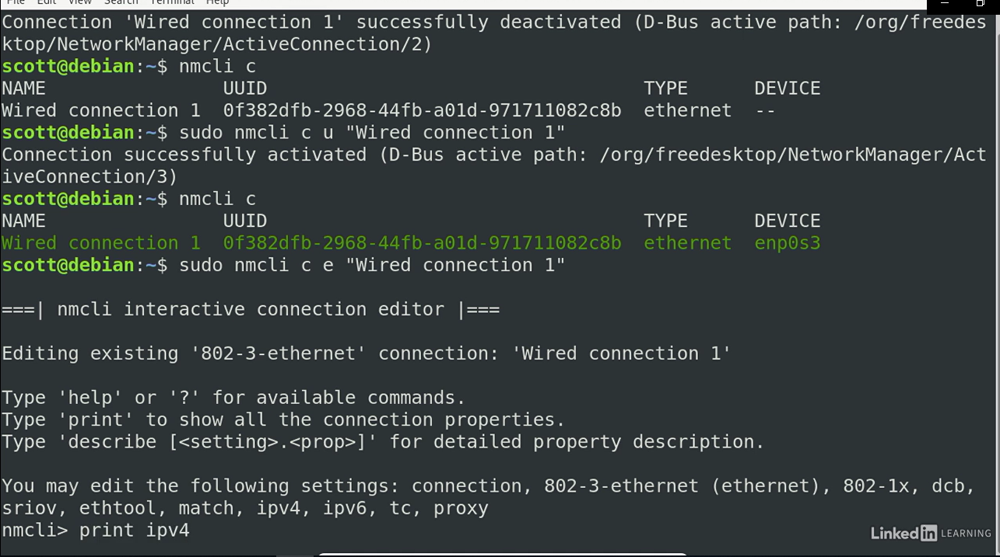 File Edit View Search Terminal Help
Connection 'Wired connection 1' successfully deactivated (D-Bus active path: /org/freedes
ktop/NetworkManager/ActiveConnection/2)
scott@debian:~$ nmcli c
NAME                UUID                                  TYPE      DEVICE
Wired connection 1  0f382dfb-2968-44fb-a01d-971711082c8b  ethernet  --
scott@debian:~$ sudo nmcli c u "Wired connection 1"
Connection successfully activated (D-Bus active path: /org/freedesktop/NetworkManager/Act
iveConnection/3)
scott@debian:~$ nmcli c
NAME                UUID                                  TYPE      DEVICE
Wired connection 1  0f382dfb-2968-44fb-a01d-971711082c8b  ethernet  enp0s3
scott@debian:~$ sudo nmcli c e "Wired connection 1"
===| nmcli interactive connection editor |===
Editing existing '802-3-ethernet' connection: 'Wired connection 1'
Type 'help' or '?' for available commands.
Type 'print' to show all the connection properties.
Type 'describe [<setting>.<prop>]' for detailed property description.
You may edit the following settings: connection, 802-3-ethernet (ethernet), 802-1x, dcb,
sriov, ethtool, match, ipv4, ipv6, tc, proxy
nmcli> print ipv4
Linked in LEARNING